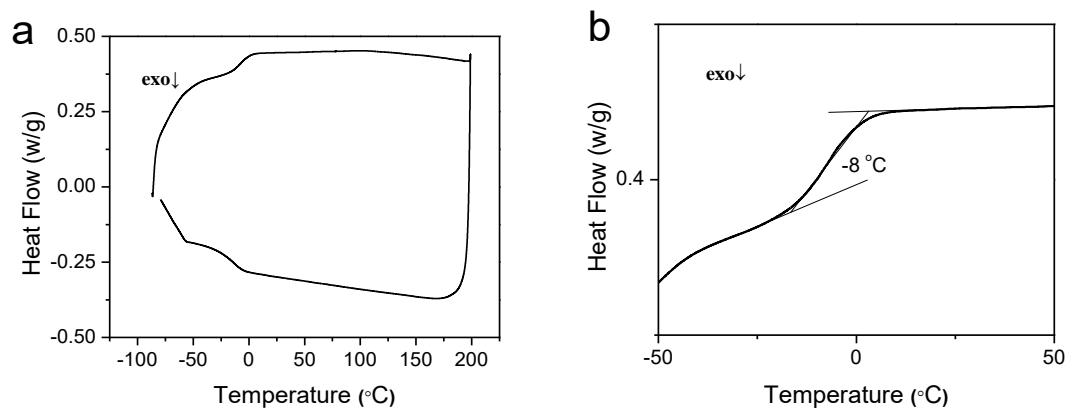 a
0.50
0.25
0.00
-0.25
-0.50
Heat Flow (w/g)
exo↓
-100 -50 0 50 100 150 200
Temperature (°C)
b
0.4
Heat Flow (w/g)
exo↓
-8 °C
-50 0 50
Temperature (°C)